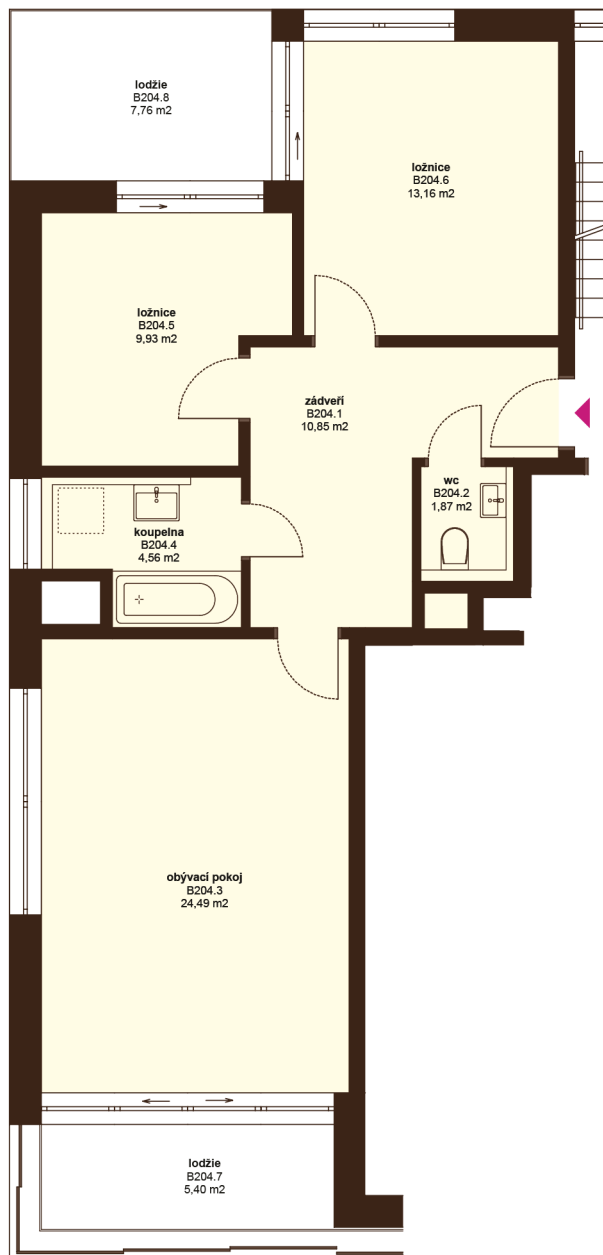 lodžie
B204.8
7,76 m2
ložnice
B204.6
13,16 m2
ložnice
B204.5
9,93 m2
zádveří
B204.1
10,85 m2
wc
B204.2
1,87 m2
koupelna
B204.4
4,56 m2
obývací pokoj
B204.3
24,49 m2
lodžie
B204.7
5,40 m2